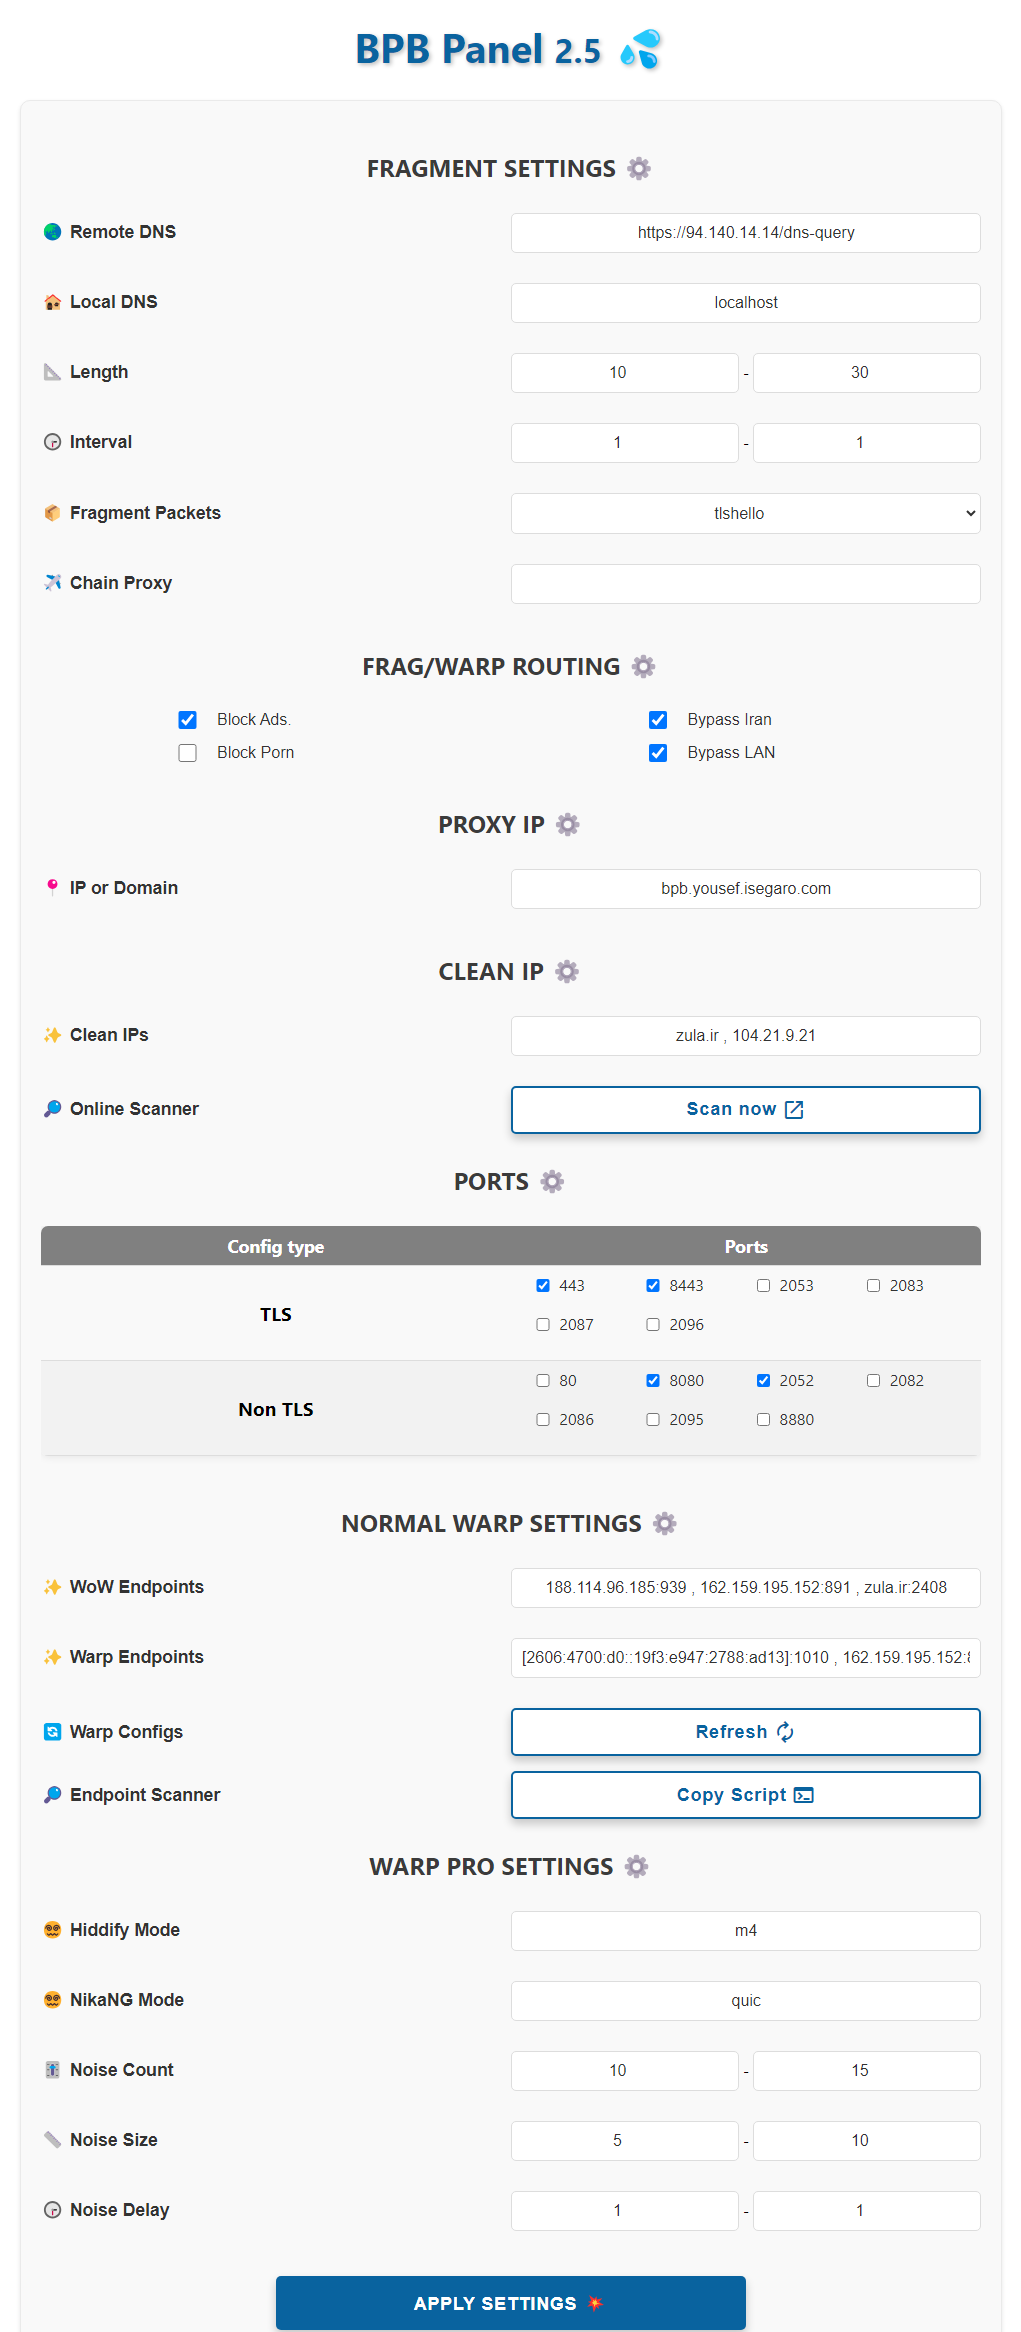 BPB Panel 2.5 💦
FRAGMENT SETTINGS ⚙️
🌏 Remote DNS https://94.140.14.14/dns-query
🏚️ Local DNS localhost
📐 Length 10 - 30
🕞 Interval 1 - 1
📦 Fragment Packets tlshello
✈️ Chain Proxy
FRAG/WARP ROUTING ⚙️
Block Ads. Bypass Iran
Block Porn Bypass LAN
PROXY IP ⚙️
📍 IP or Domain bpb.yousef.isegaro.com
CLEAN IP ⚙️
✨ Clean IPs zula.ir , 104.21.9.21
🔎 Online Scanner Scan now
PORTS ⚙️
Config type Ports
TLS 443 8443 2053 2083
2087 2096
Non TLS 80 8080 2052 2082
2086 2095 8880
NORMAL WARP SETTINGS ⚙️
✨ WoW Endpoints 188.114.96.185:939 , 162.159.195.152:891 , zula.ir:2408
✨ Warp Endpoints [2606:4700:d0::19f3:e947:2788:ad13]:1010 , 162.159.195.152:
🔄 Warp Configs Refresh
🔎 Endpoint Scanner Copy Script
WARP PRO SETTINGS ⚙️
😵‍💫 Hiddify Mode m4
😵‍💫 NikaNG Mode quic
🎚️ Noise Count 10 - 15
📏 Noise Size 5 - 10
🕞 Noise Delay 1 - 1
APPLY SETTINGS 💥